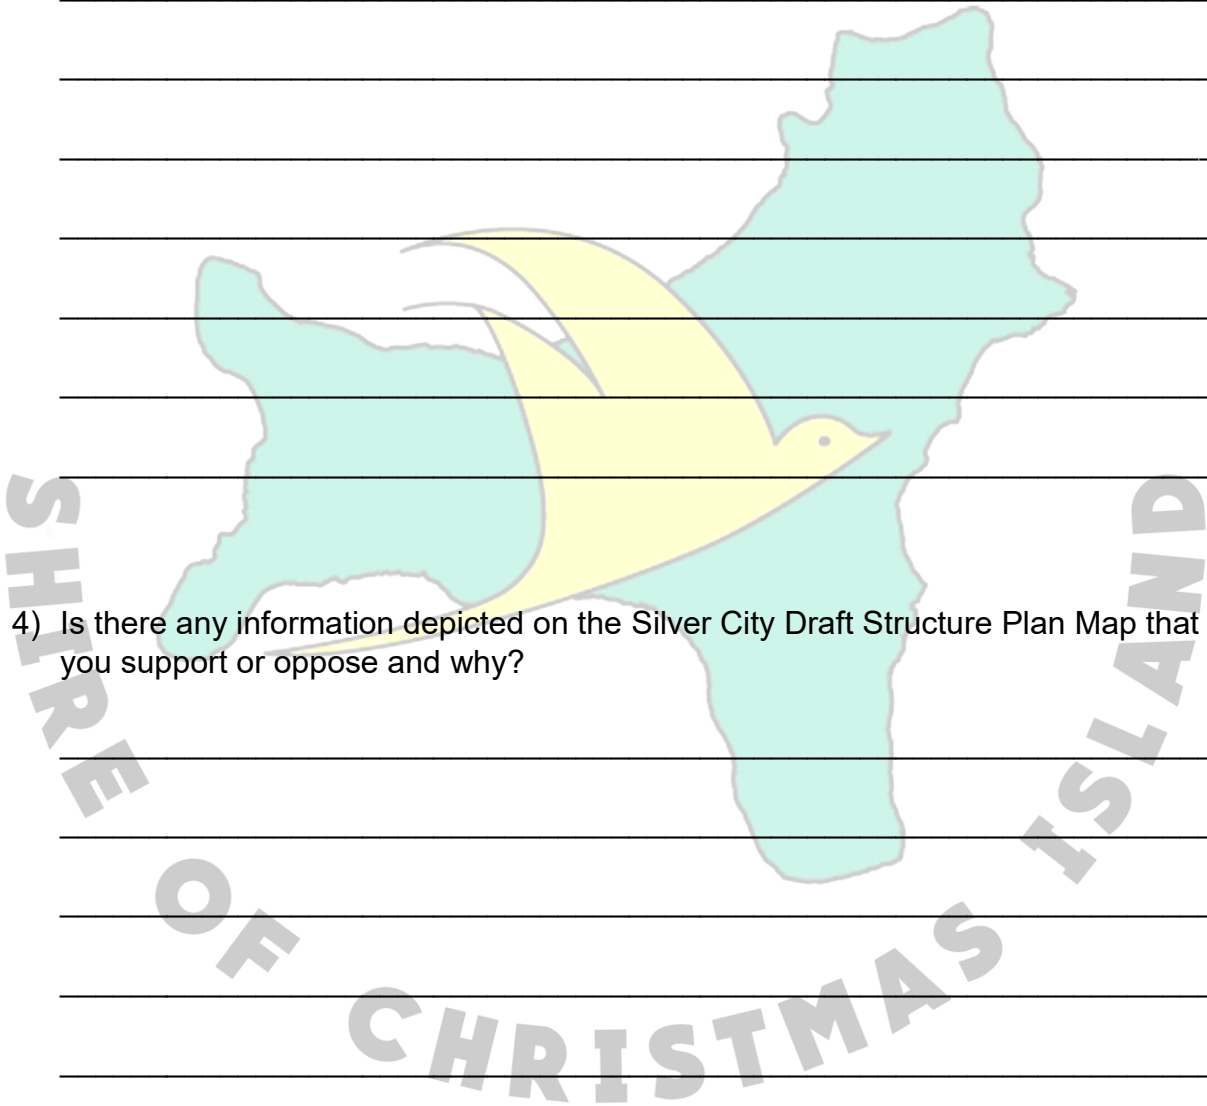 4) Is there any information depicted on the Silver City Draft Structure Plan Map that
you support or oppose and why?
SHIRE OF CHRISTMAS ISLAND